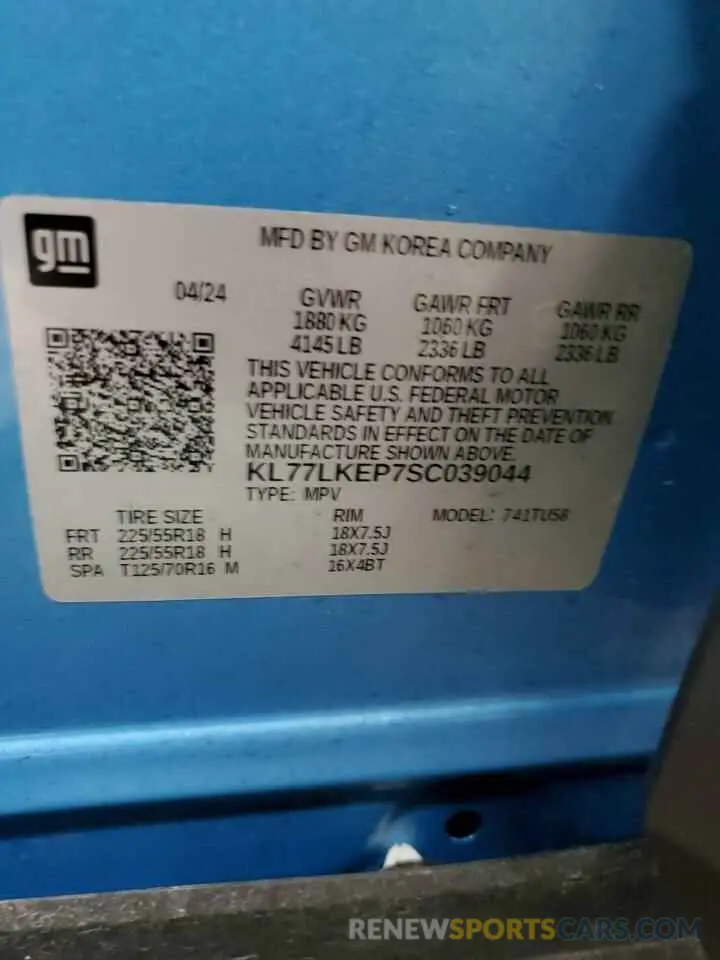 gm
MFD BY GM KOREA COMPANY
04/24 GVWR GAWR FRT GAWR RR
1880 KG 1060 KG 1060 KG
4145 LB 2336 LB 2336 LB
THIS VEHICLE CONFORMS TO ALL
APPLICABLE U.S. FEDERAL MOTOR
VEHICLE SAFETY AND THEFT PREVENTION
STANDARDS IN EFFECT ON THE DATE OF
MANUFACTURE SHOWN ABOVE.
KL77LKEP7SC039044
TYPE: MPV
TIRE SIZE RIM MODEL: 741TU58
FRT 225/55R18 H 18X7.5J
RR 225/55R18 H 18X7.5J
SPA T125/70R16 M 16X4BT
RENEWSPORTSCARS.COM